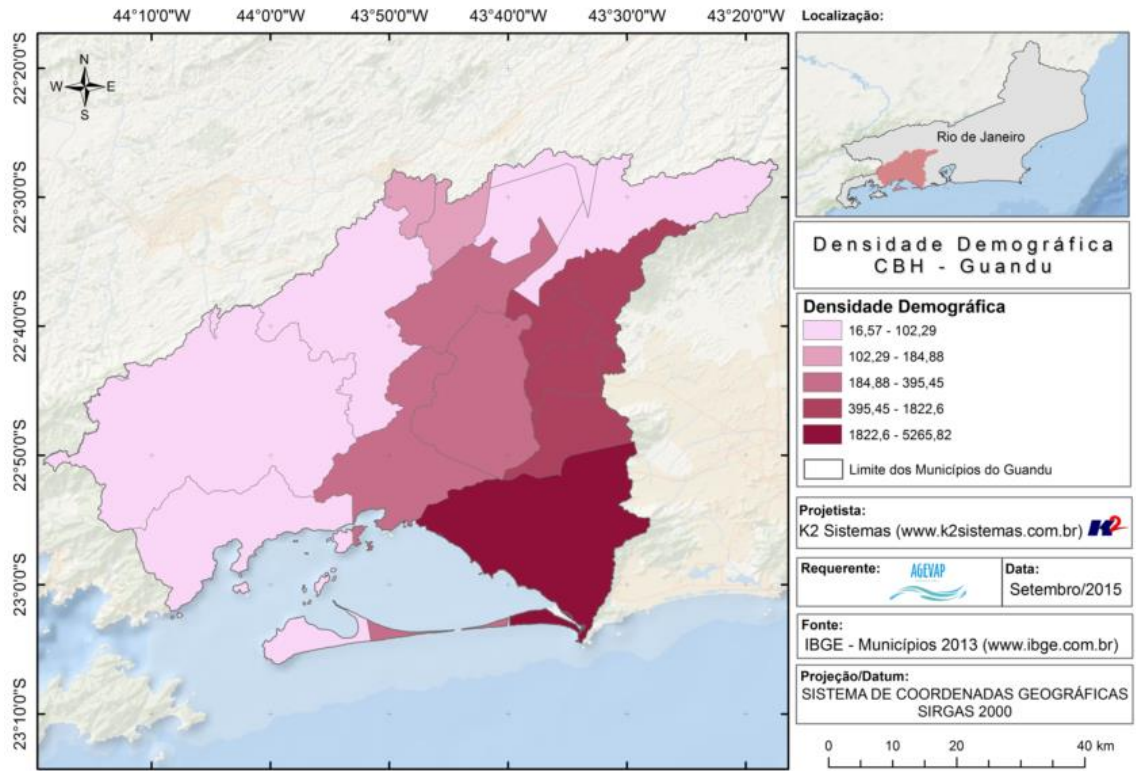 44°10'0"W 44°0'0"W 43°50'0"W 43°40'0"W 43°30'0"W 43°20'0"W
22°20'0"S
22°30'0"S
22°40'0"S
22°50'0"S
23°0'0"S
23°10'0"S
N
W E
S
Localização:
Rio de Janeiro
Densidade Demográfica
CBH - Guandu
Densidade Demográfica
16,57 - 102,29
102,29 - 184,88
184,88 - 395,45
395,45 - 1822,6
1822,6 - 5265,82
Limite dos Municípios do Guandu
Projetista:
K2 Sistemas (www.k2sistemas.com.br) K2
Requerente: AGEVAP
Data:
Setembro/2015
Fonte:
IBGE - Municípios 2013 (www.ibge.com.br)
Projeção/Datum:
SISTEMA DE COORDENADAS GEOGRÁFICAS
SIRGAS 2000
0 10 20 40 km